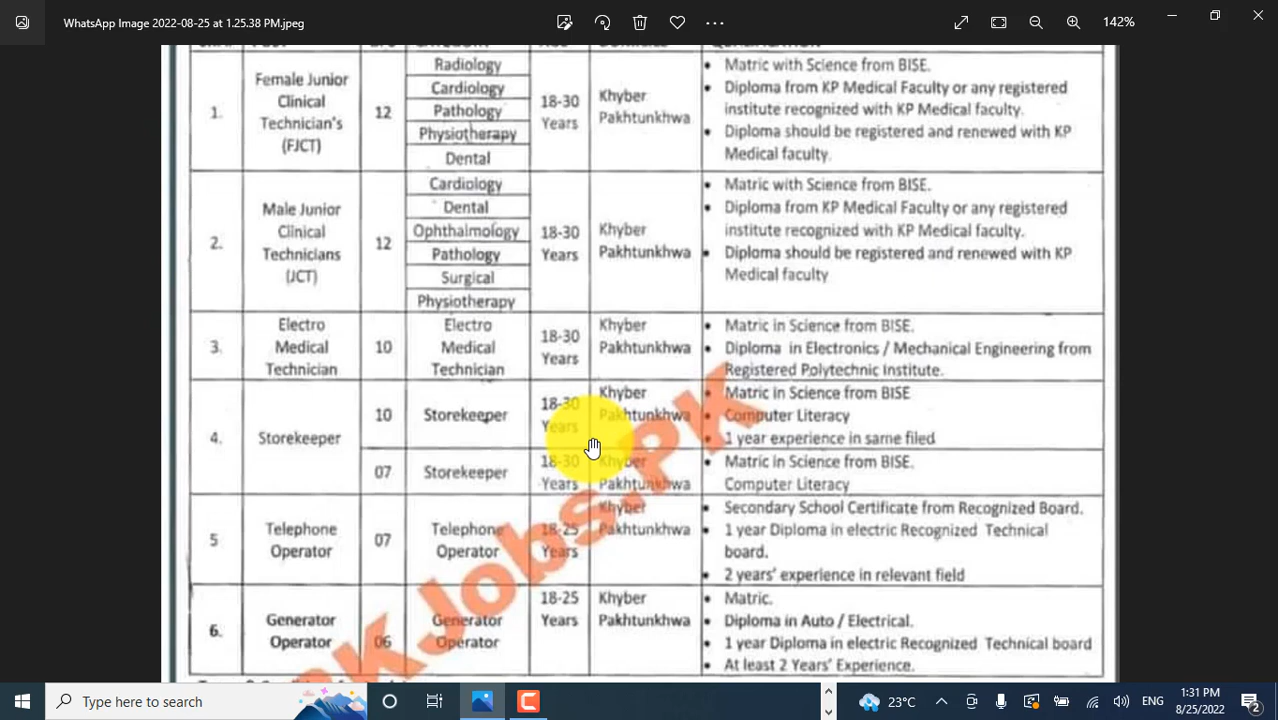 WhatsApp Image 2022-08-25 at 1.25.38 PM.jpeg
142%
1.
Female Junior
Clinical
Technician's
(FJCT)
12
Radiology
Cardiology
Pathology
Physiotherapy
Dental
18-30
Years
Khyber
Pakhtunkhwa
• Matric with Science from BISE.
• Diploma from KP Medical Faculty or any registered
institute recognized with KP Medical faculty.
• Diploma should be registered and renewed with KP
Medical faculty.
2.
Male Junior
Clinical
Technicians
(JCT)
12
Cardiology
Dental
Ophthalmology
Pathology
Surgical
Physiotherapy
18-30
Years
Khyber
Pakhtunkhwa
• Matric with Science from BISE.
• Diploma from KP Medical Faculty or any registered
institute recognized with KP Medical faculty.
• Diploma should be registered and renewed with KP
Medical faculty
3.
Electro
Medical
Technician
10
Electro
Medical
Technician
18-30
Years
Khyber
Pakhtunkhwa
• Matric in Science from BISE.
• Diploma in Electronics / Mechanical Engineering from
Registered Polytechnic Institute.
4.
Storekeeper
10
Storekeeper
18-30
Years
Khyber
Pakhtunkhwa
• Matric in Science from BISE
• Computer Literacy
• 1 year experience in same filed
07
Storekeeper
18-30
Years
Khyber
Pakhtunkhwa
• Matric in Science from BISE.
Computer Literacy
5
Telephone
Operator
07
Telephone
Operator
18-25
Years
Khyber
Pakhtunkhwa
• Secondary School Certificate from Recognized Board.
• 1 year Diploma in electric Recognized Technical
board.
• 2 years' experience in relevant field
6.
Generator
Operator
06
Generator
Operator
18-25
Years
Khyber
Pakhtunkhwa
• Matric.
• Diploma in Auto / Electrical.
• 1 year Diploma in electric Recognized Technical board
• At least 2 Years' Experience.
PKJobs.PK
Type here to search
23°C
ENG
1:31 PM
8/25/2022
2